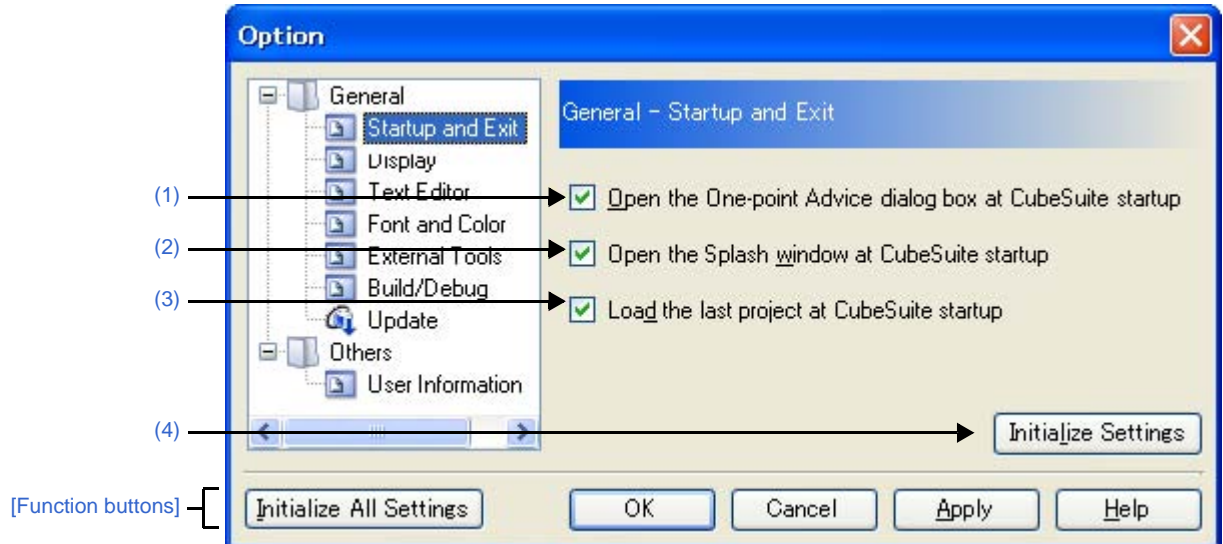 Option
General
Startup and Exit
Display
Text Editor
Font and Color
External Tools
Build/Debug
Update
Others
User Information
General - Startup and Exit
(1)
Open the One-point Advice dialog box at CubeSuite startup
(2)
Open the Splash window at CubeSuite startup
(3)
Load the last project at CubeSuite startup
(4)
Initialize Settings
[Function buttons]
Initialize All Settings
OK
Cancel
Apply
Help